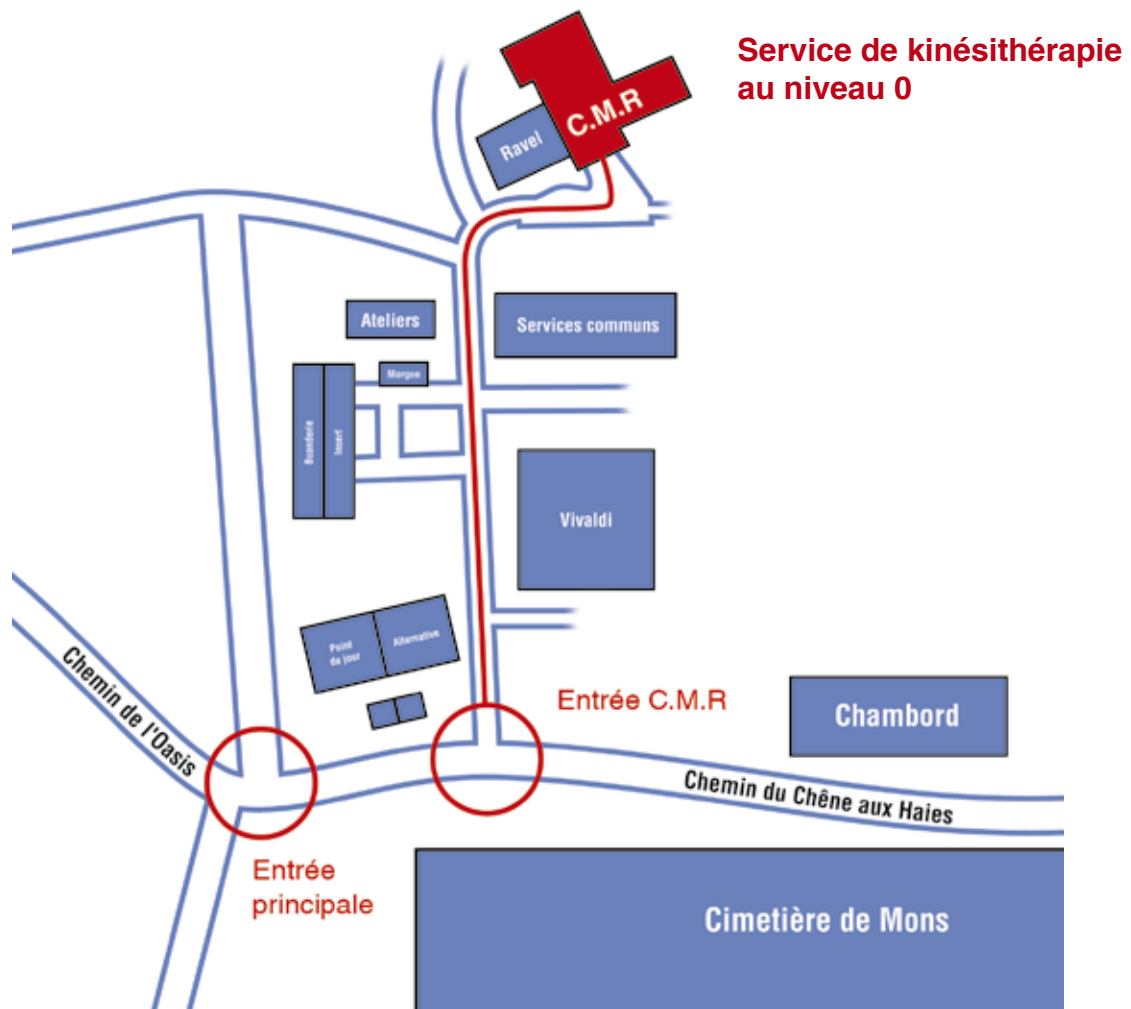 Service de kinésithérapie
au niveau 0
C.M.R
Ravel
Ateliers
Services communs
Morgue
Buanderie
Insert
Vivaldi
Point
du jour
Alternative
Chemin de l'Oasis
Entrée C.M.R
Chambord
Chemin du Chêne aux Haies
Entrée
principale
Cimetière de Mons